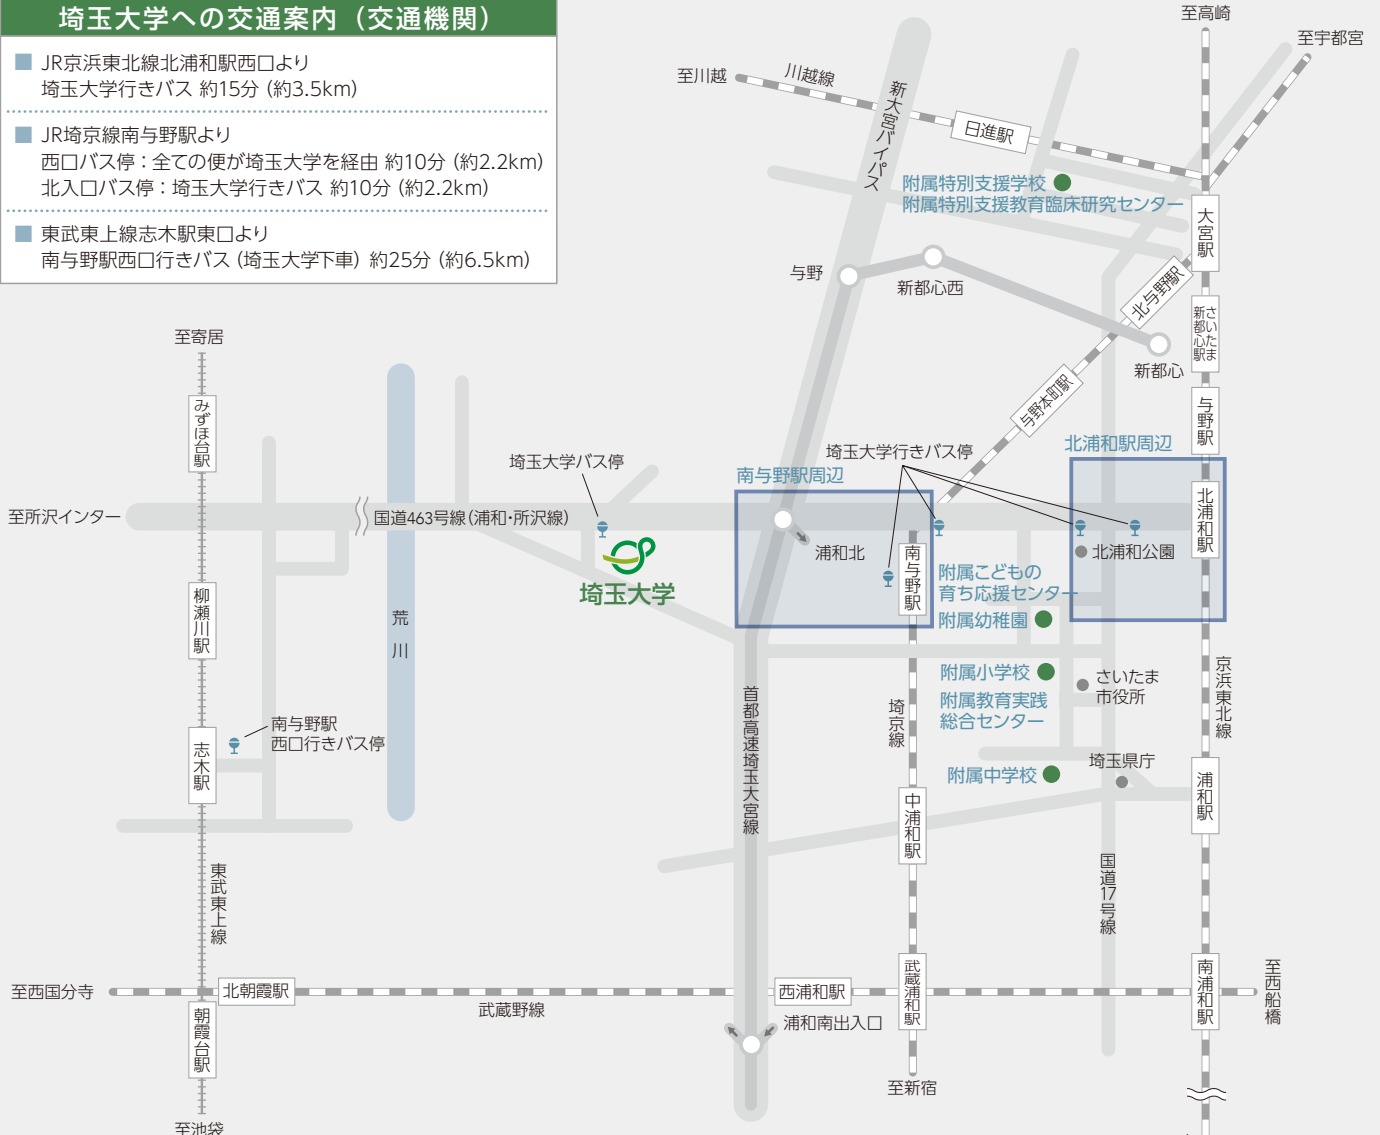 埼玉大学への交通案内（交通機関）
JR京浜東北線北浦和駅西口より
埼玉大学行きバス 約15分（約3.5km）
JR埼京線南与野駅より
西口バス停：全ての便が埼玉大学を経由 約10分（約2.2km）
北入口バス停：埼玉大学行きバス 約10分（約2.2km）
東武東上線志木駅東口より
南与野駅西口行きバス（埼玉大学下車）約25分（約6.5km）
至高崎
至宇都宮
至川越
川越線
新大宮バイパス
日進駅
附属特別支援学校
附属特別支援教育臨床研究センター
大宮駅
与野
新都心西
北与野駅
さいたま
新都心駅
新都心
与野本町駅
与野駅
至寄居
みずほ台駅
埼玉大学バス停
埼玉大学行きバス停
南与野駅周辺
北浦和駅周辺
至所沢インター
国道463号線（浦和・所沢線）
浦和北
南与野駅
北浦和公園
北浦和駅
埼玉大学
附属こどもの
育ち応援センター
附属幼稚園
柳瀬川駅
荒川
附属小学校
附属教育実践
総合センター
さいたま
市役所
京浜東北線
首都高速埼玉大宮線
埼京線
南与野駅
西口行きバス停
志木駅
附属中学校
埼玉県庁
浦和駅
中浦和駅
東武東上線
国道17号線
至西国分寺
北朝霞駅
武蔵野線
西浦和駅
武蔵浦和駅
南浦和駅
至西船橋
朝霞台駅
浦和南出入口
至新宿
至池袋